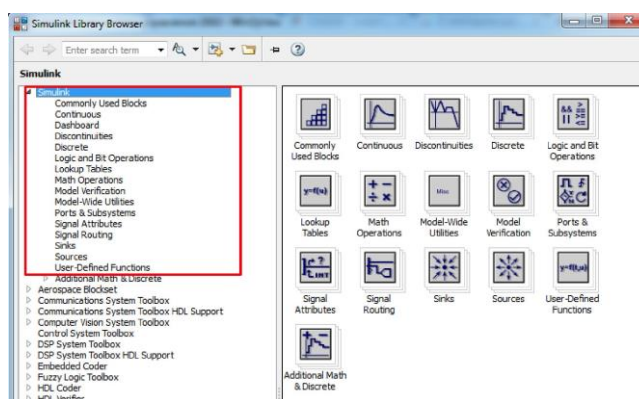 Simulink Library Browser
Enter search term
Simulink
Simulink
Commonly Used Blocks
Continuous
Dashboard
Discontinuities
Discrete
Logic and Bit Operations
Lookup Tables
Math Operations
Model Verification
Model-Wide Utilities
Ports & Subsystems
Signal Attributes
Signal Routing
Sinks
Sources
User-Defined Functions
Additional Math & Discrete
Aerospace Blockset
Communications System Toolbox
Communications System Toolbox HDL Support
Computer Vision System Toolbox
Control System Toolbox
DSP System Toolbox
DSP System Toolbox HDL Support
Embedded Coder
Fuzzy Logic Toolbox
HDL Coder
HDL Verifier
Commonly Used Blocks
Continuous
Discontinuities
Discrete
Logic and Bit Operations
y=f(u)
Misc
Lookup Tables
Math Operations
Model-Wide Utilities
Model Verification
Ports & Subsystems
y=f(t,u)
Signal Attributes
Signal Routing
Sinks
Sources
User-Defined Functions
Additional Math & Discrete